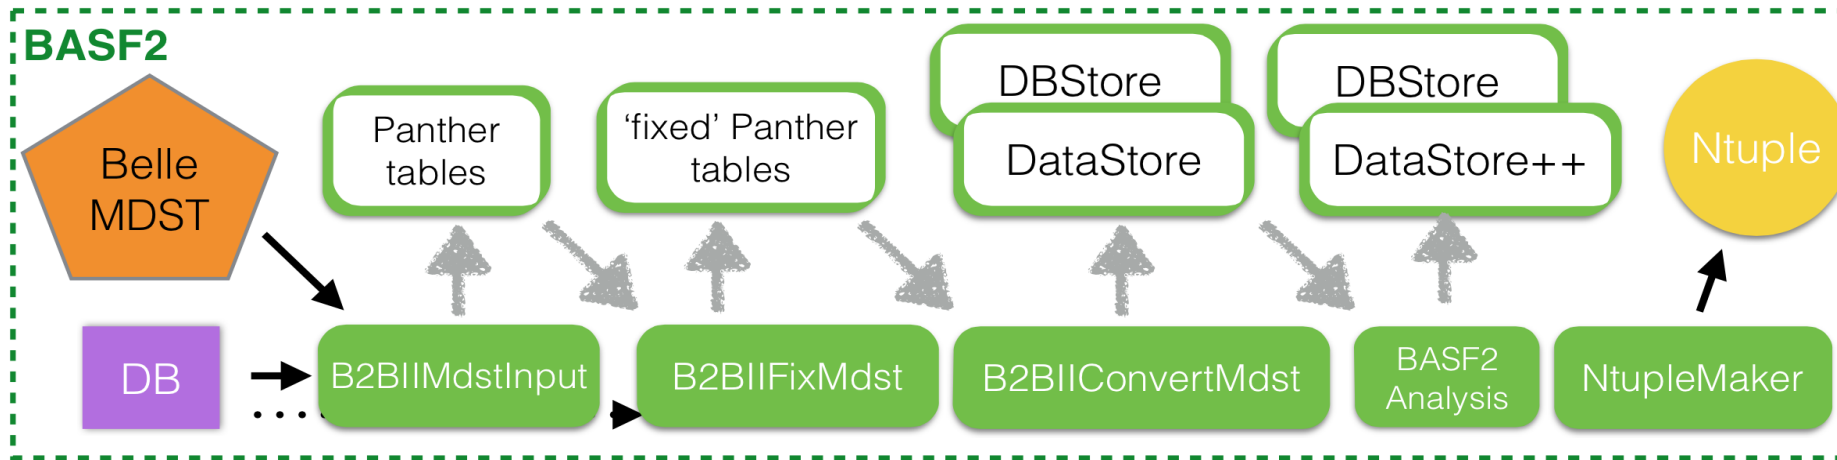 BASF2
Belle
MDST
Panther
tables
‘fixed’ Panther
tables
DBStore
DataStore
DBStore
DataStore++
Ntuple
DB
B2BIIMdstInput
B2BIIFixMdst
B2BIIConvertMdst
BASF2
Analysis
NtupleMaker